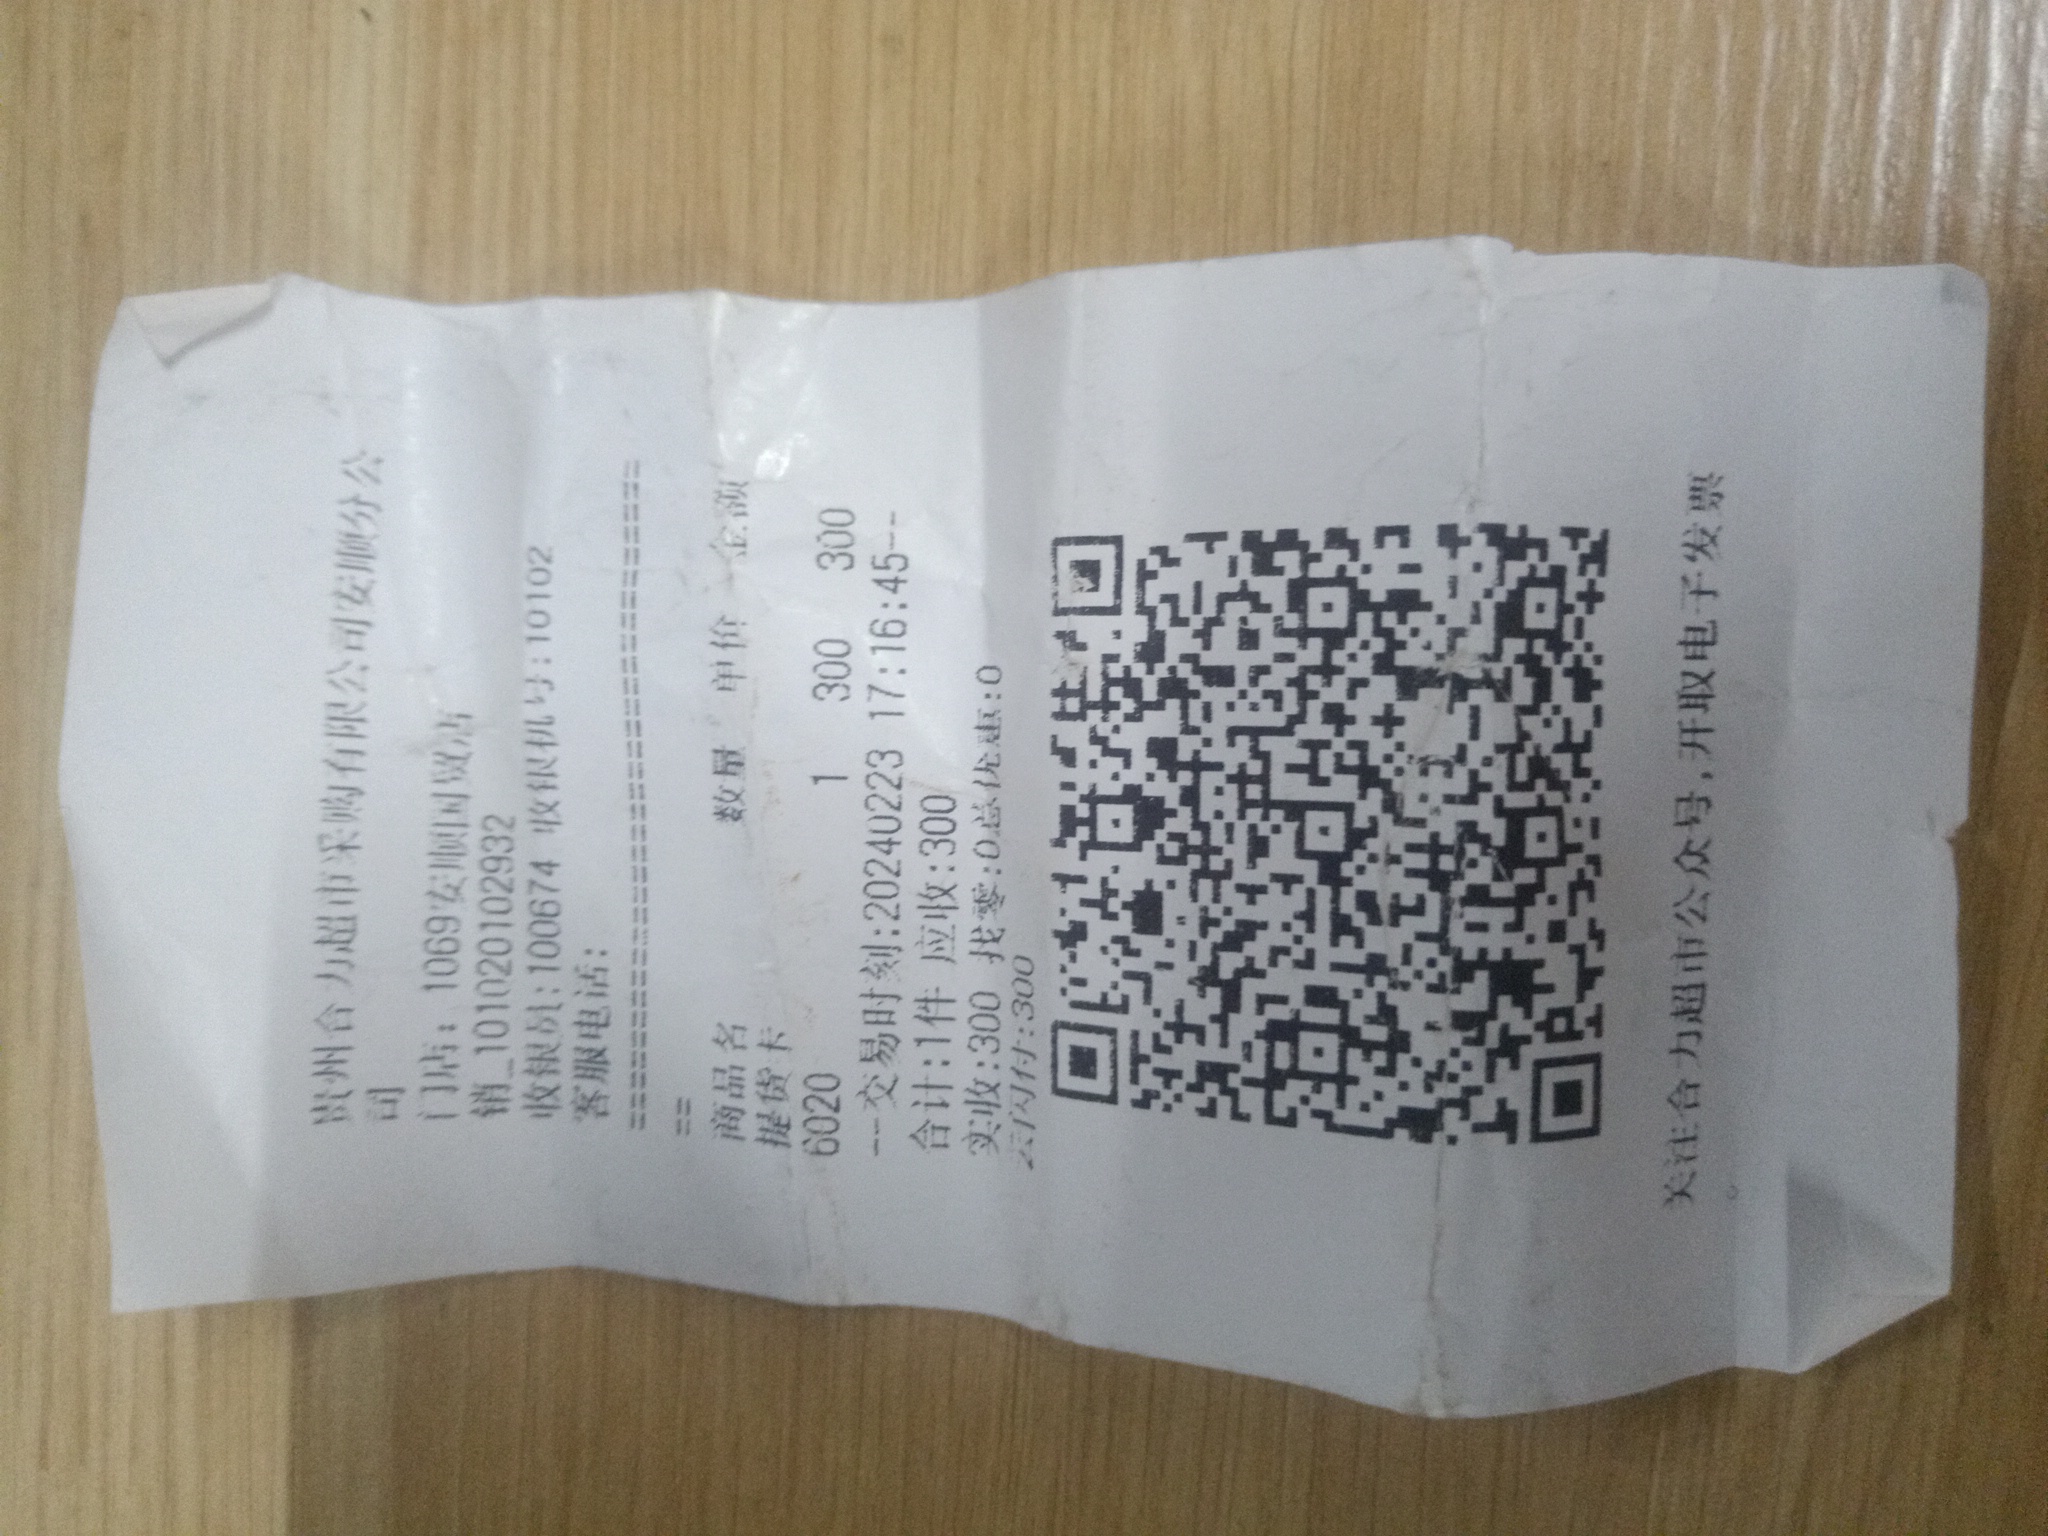 贵州合力超市采购有限公司安顺分公
司
门店: 1069安顺国贸店
销_1010201102932
收银员:100674 收银机号:10102
客服电话:
========================================
==
商品名 数量 单价 金额
提货卡
6020 1 300 300
--交易时刻:20240223 17:16:45--
合计:1件 应收:300
实收:300 找零:0总优惠:0
云闪付:300
关注合力超市公众号,开取电子发票
。